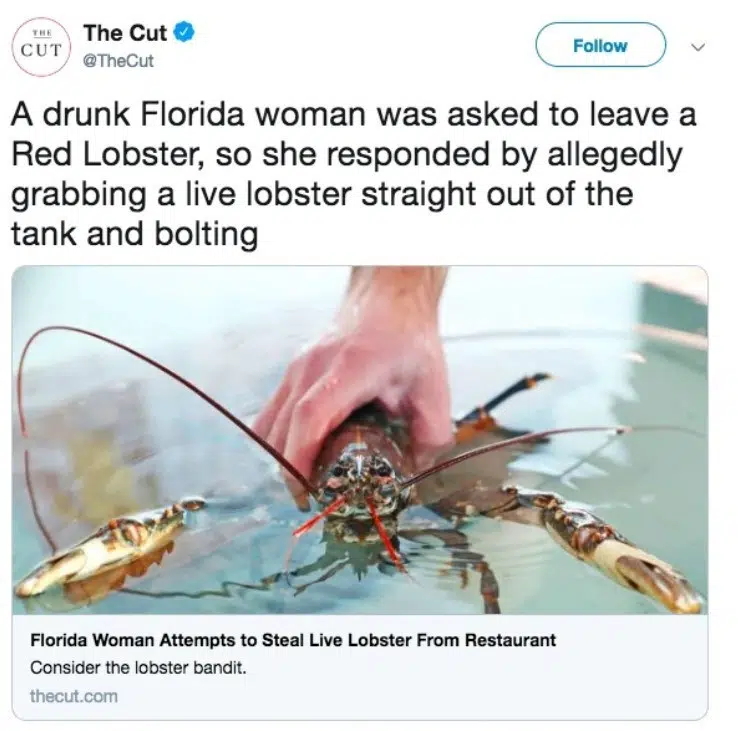 THE
CUT
The Cut
@TheCut
Follow
A drunk Florida woman was asked to leave a
Red Lobster, so she responded by allegedly
grabbing a live lobster straight out of the
tank and bolting
Florida Woman Attempts to Steal Live Lobster From Restaurant
Consider the lobster bandit.
thecut.com